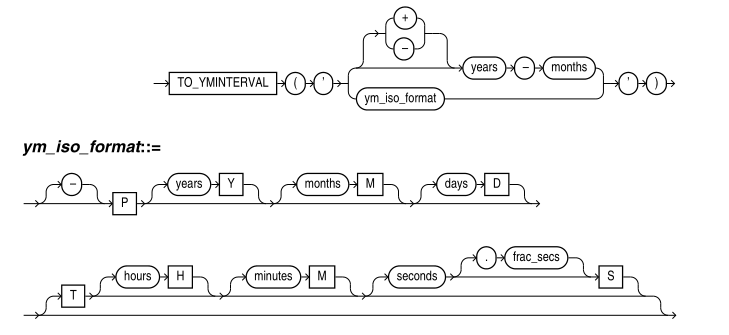 +
−
TO_YMINTERVAL ( ' years − months ' )
ym_iso_format
ym_iso_format::=
− P years Y months M days D
T hours H minutes M seconds . frac_secs S